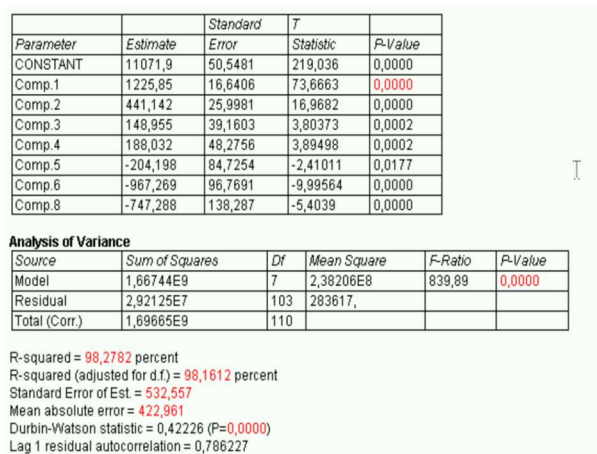 Standard T
Parameter Estimate Error Statistic P-Value
CONSTANT 11071,9 50,5481 219,036 0,0000
Comp.1 1225,85 16,6406 73,6663 0,0000
Comp.2 441,142 25,9981 16,9682 0,0000
Comp.3 148,955 39,1603 3,80373 0,0002
Comp.4 188,032 48,2756 3,89498 0,0002
Comp.5 -204,198 84,7254 -2,41011 0,0177
Comp.6 -967,269 96,7691 -9,99564 0,0000
Comp.8 -747,288 138,287 -5,4039 0,0000
Analysis of Variance
Source Sum of Squares Df Mean Square F-Ratio P-Value
Model 1,66744E9 7 2,38206E8 839,89 0,0000
Residual 2,92125E7 103 283617,
Total (Corr.) 1,69665E9 110
R-squared = 98,2782 percent
R-squared (adjusted for d.f.) = 98,1612 percent
Standard Error of Est. = 532,557
Mean absolute error = 422,961
Durbin-Watson statistic = 0,42226 (P=0,0000)
Lag 1 residual autocorrelation = 0,786227